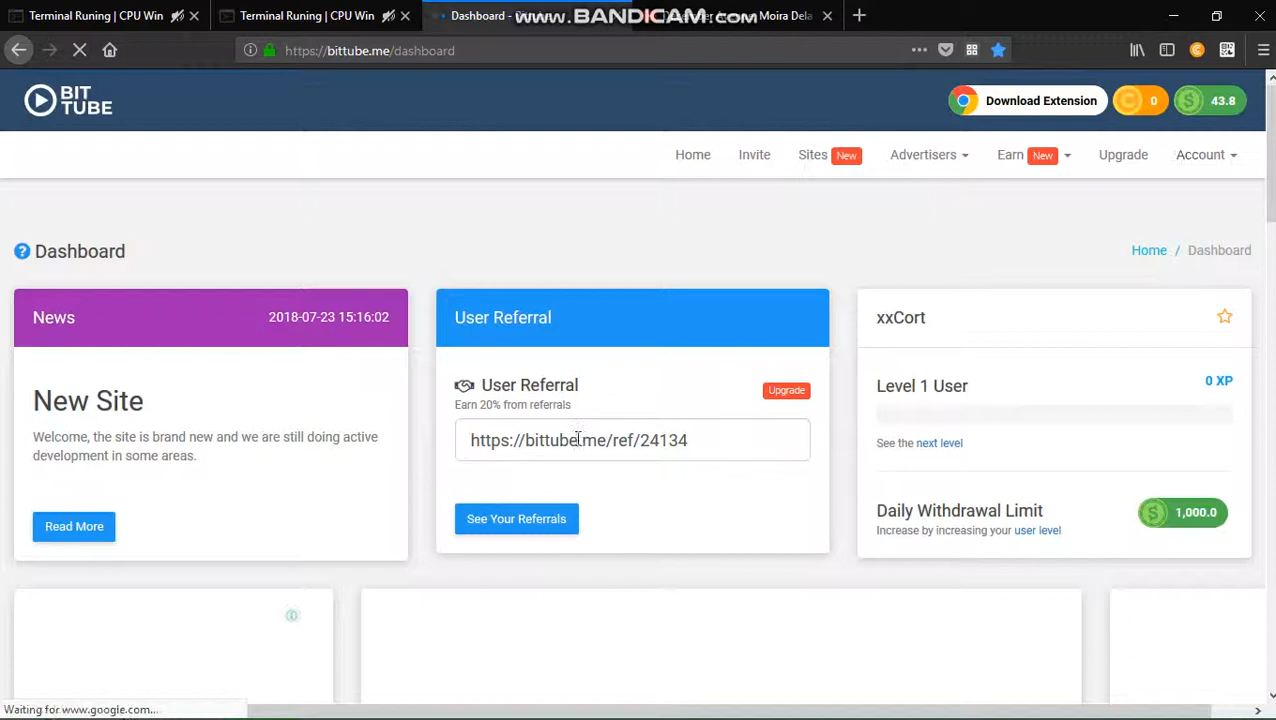 Terminal Runing | CPU Win
Terminal Runing | CPU Win
Dashboard -
Moira Dela
www.BANDICAM.com
https://bittube.me/dashboard
BIT
TUBE
Download Extension
0
43.8
Home
Invite
Sites New
Advertisers
Earn New
Upgrade
Account
Dashboard
Home / Dashboard
News
2018-07-23 15:16:02
New Site
Welcome, the site is brand new and we are still doing active
development in some areas.
Read More
User Referral
User Referral
Upgrade
Earn 20% from referrals
https://bittube.me/ref/24134
See Your Referrals
xxCort
Level 1 User
0 XP
See the next level
Daily Withdrawal Limit
1,000.0
Increase by increasing your user level
Waiting for www.google.com...